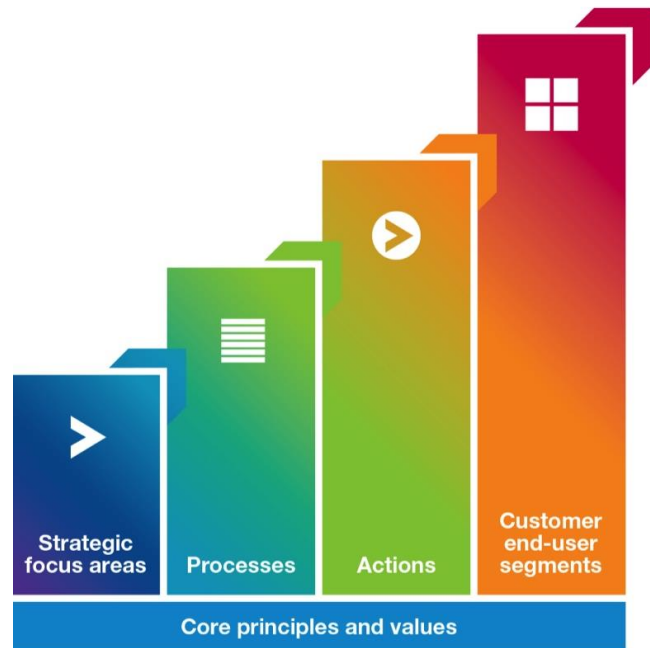 Strategic
focus areas
Processes
Actions
Customer
end-user
segments
Core principles and values